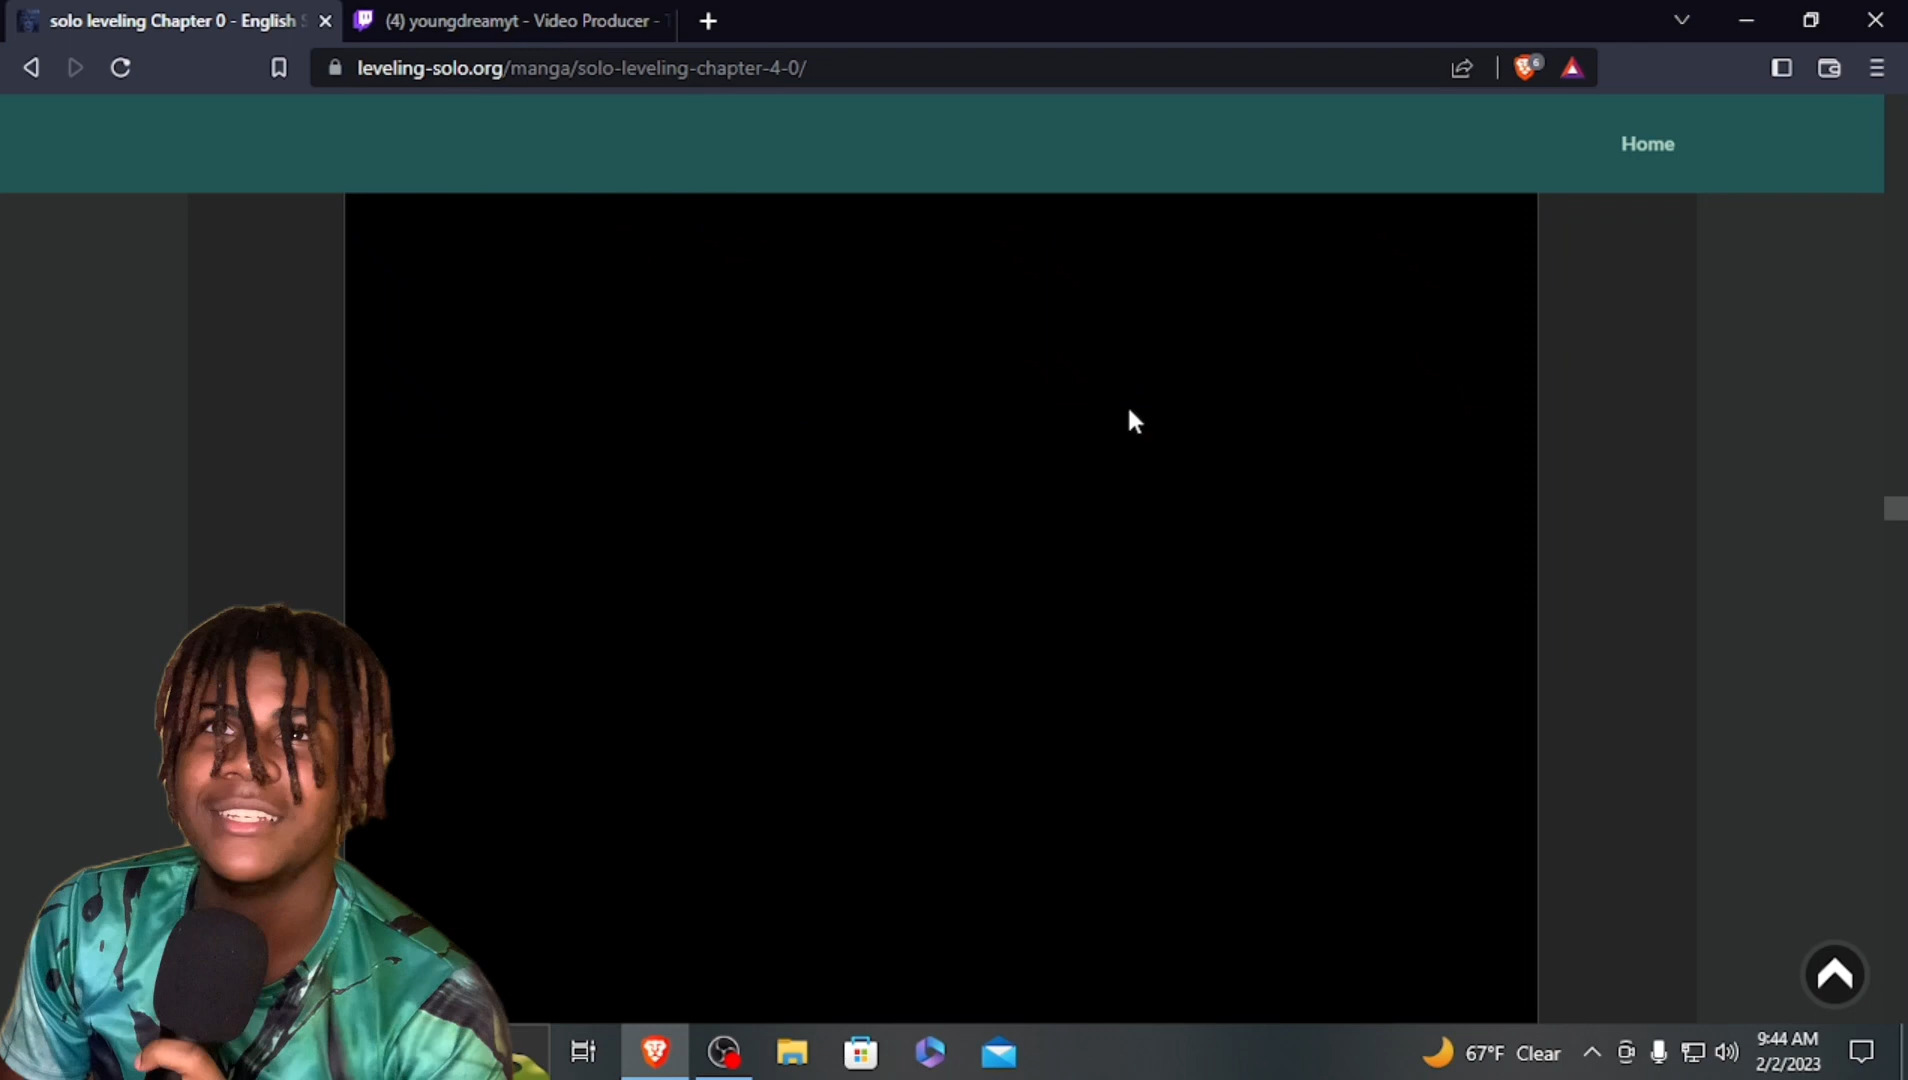 solo leveling Chapter 0 - English
(4) youngdreamyt - Video Producer -
leveling-solo.org/manga/solo-leveling-chapter-4-0/
6
Home
67°F Clear
9:44 AM
2/2/2023